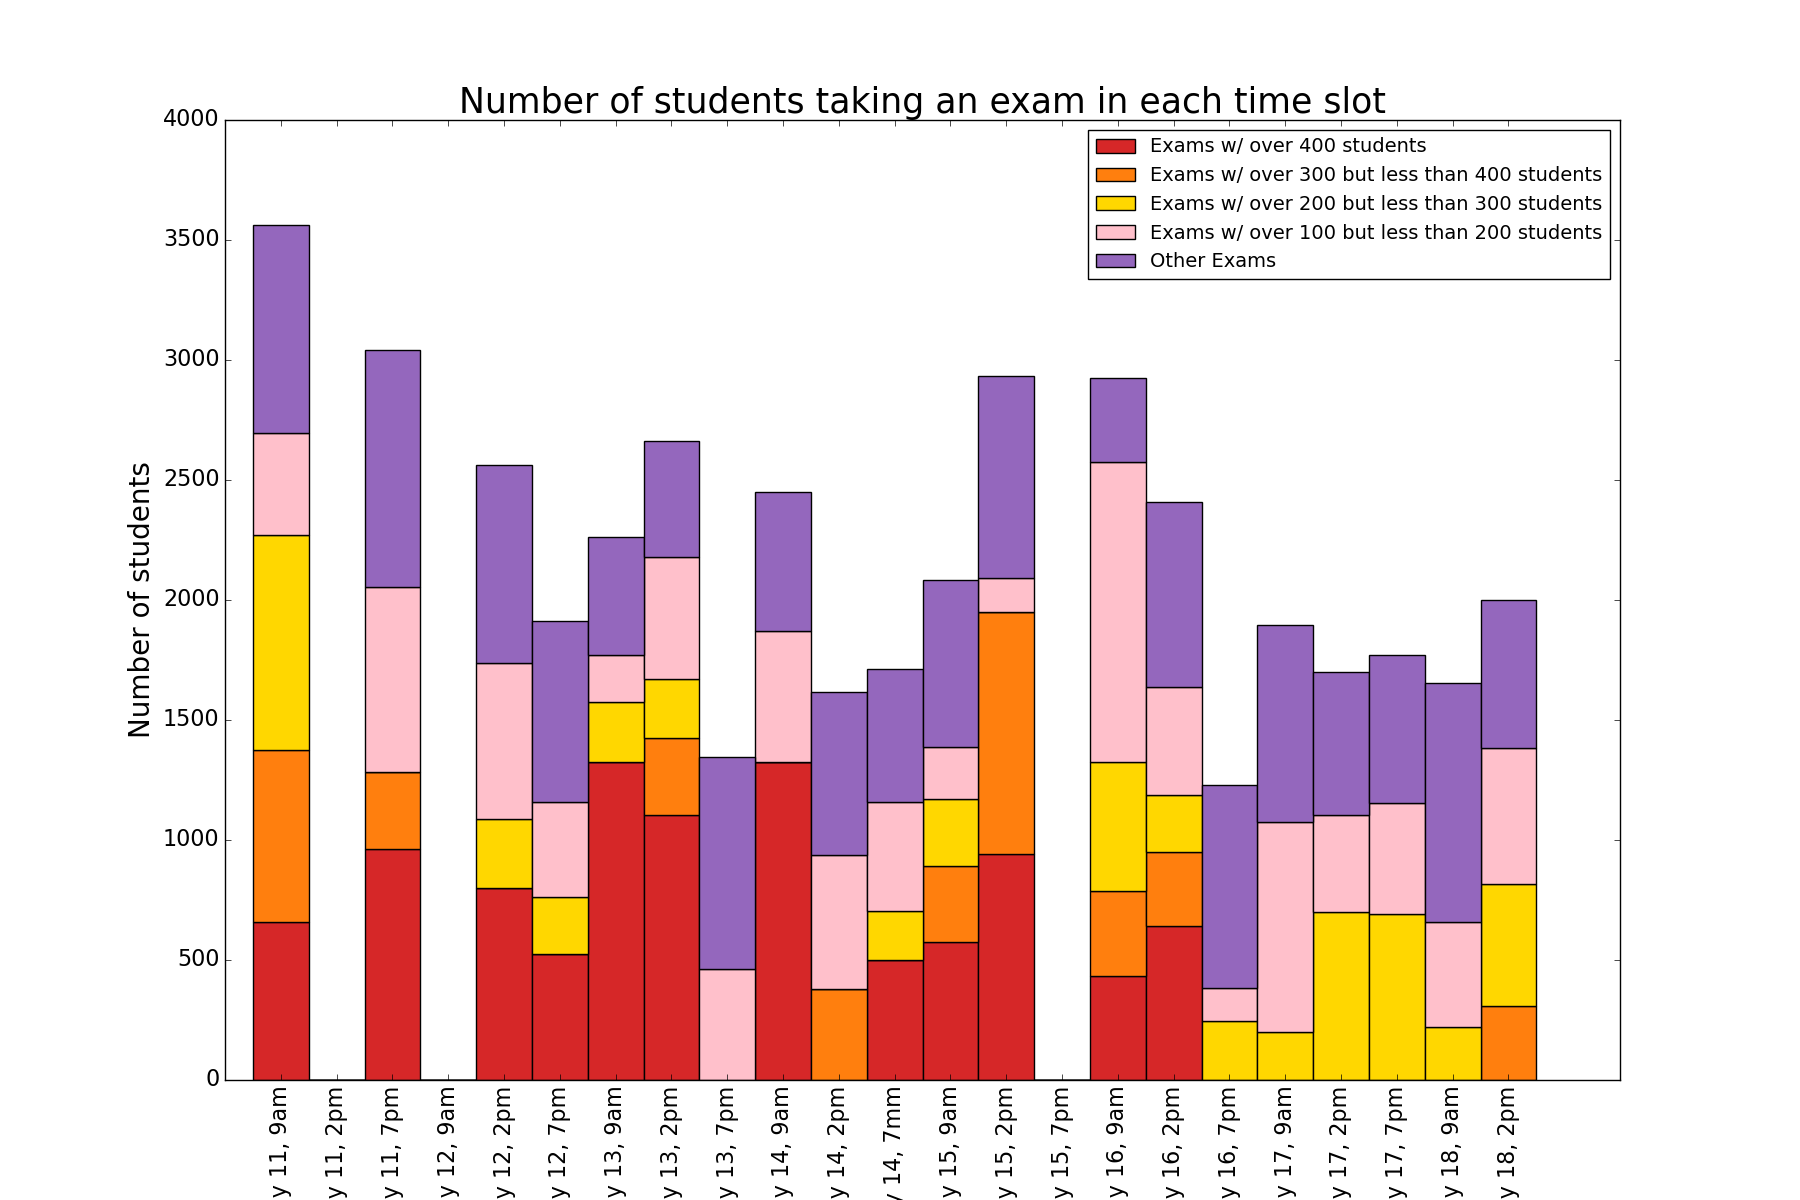 Number of students taking an exam in each time slot
4000
3500
3000
2500
2000
1500
1000
500
0
Number of students
Exams w/ over 400 students
Exams w/ over 300 but less than 400 students
Exams w/ over 200 but less than 300 students
Exams w/ over 100 but less than 200 students
Other Exams
y 11, 9am
y 11, 2pm
y 11, 7pm
y 12, 9am
y 12, 2pm
y 12, 7pm
y 13, 9am
y 13, 2pm
y 13, 7pm
y 14, 9am
y 14, 2pm
y 14, 7mm
y 15, 9am
y 15, 2pm
y 15, 7pm
y 16, 9am
y 16, 2pm
y 16, 7pm
y 17, 9am
y 17, 2pm
y 17, 7pm
y 18, 9am
y 18, 2pm